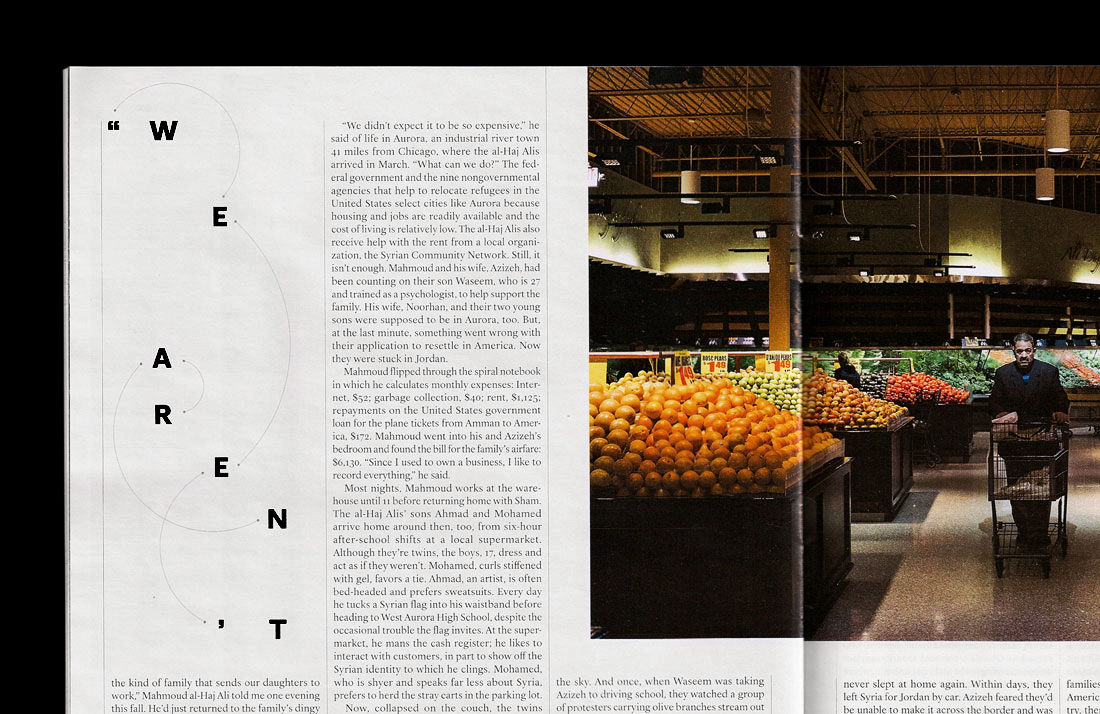 “ W
E
A
R
E
N
’ T
the kind of family that sends our daughters to
work,” Mahmoud al-Haj Ali told me one evening
this fall. He’d just returned to the family’s dingy
“We didn’t expect it to be so expensive,” he
said of life in Aurora, an industrial river town
41 miles from Chicago, where the al-Haj Alis
arrived in March. “What can we do?” The fed-
eral government and the nine nongovernmental
agencies that help to relocate refugees in the
United States select cities like Aurora because
housing and jobs are readily available and the
cost of living is relatively low. The al-Haj Alis also
receive help with the rent from a local organi-
zation, the Syrian Community Network. Still, it
isn’t enough. Mahmoud and his wife, Azizeh, had
been counting on their son Waseem, who is 27
and trained as a psychologist, to help support the
family. His wife, Noorhan, and their two young
sons were supposed to be in Aurora, too. But,
at the last minute, something went wrong with
their application to resettle in America. Now
they were stuck in Jordan.
Mahmoud flipped through the spiral notebook
in which he calculates monthly expenses: Inter-
net, $52; garbage collection, $40; rent, $1,125;
repayments on the United States government
loan for the plane tickets from Amman to Amer-
ica, $172. Mahmoud went into his and Azizeh’s
bedroom and found the bill for the family’s airfare:
$6,130. “Since I used to own a business, I like to
record everything,” he said.
Most nights, Mahmoud works at the ware-
house until 11 before returning home with Sham.
The al-Haj Alis’ sons Ahmad and Mohamed
arrive home around then, too, from six-hour
after-school shifts at a local supermarket.
Although they’re twins, the boys, 17, dress and
act as if they weren’t. Mohamed, curls stiffened
with gel, favors a tie. Ahmad, an artist, is often
bed-headed and prefers sweatsuits. Every day
he tucks a Syrian flag into his waistband before
heading to West Aurora High School, despite the
occasional trouble the flag invites. At the super-
market, he mans the cash register; he likes to
interact with customers, in part to show off the
Syrian identity to which he clings. Mohamed,
who is shyer and speaks far less about Syria,
prefers to herd the stray carts in the parking lot.
Now, collapsed on the couch, the twins
BOSC PEARS
1.49
D'ANJOU PEARS
1.49
the sky. And once, when Waseem was taking
Azizeh to driving school, they watched a group
of protesters carrying olive branches stream out
never slept at home again. Within days, they
left Syria for Jordan by car. Azizeh feared they’d
be unable to make it across the border and was
families
Americ
try, the